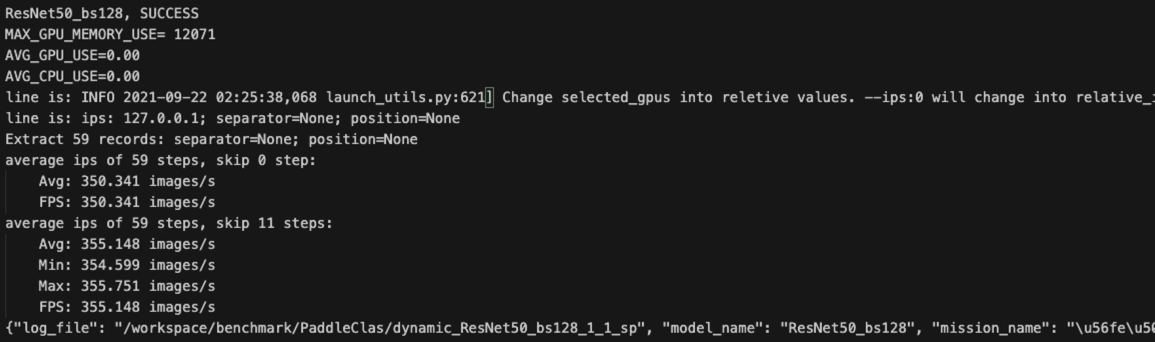 ResNet50_bs128, SUCCESS
MAX_GPU_MEMORY_USE= 12071
AVG_GPU_USE=0.00
AVG_CPU_USE=0.00
line is: INFO 2021-09-22 02:25:38,068 launch_utils.py:621] Change selected_gpus into reletive values. --ips:0 will change into relative_i
line is: ips: 127.0.0.1; separator=None; position=None
Extract 59 records: separator=None; position=None
average ips of 59 steps, skip 0 step:
Avg: 350.341 images/s
FPS: 350.341 images/s
average ips of 59 steps, skip 11 steps:
Avg: 355.148 images/s
Min: 354.599 images/s
Max: 355.751 images/s
FPS: 355.148 images/s
{"log_file": "/workspace/benchmark/PaddleClas/dynamic_ResNet50_bs128_1_1_sp", "model_name": "ResNet50_bs128", "mission_name": "\u56fe\u50